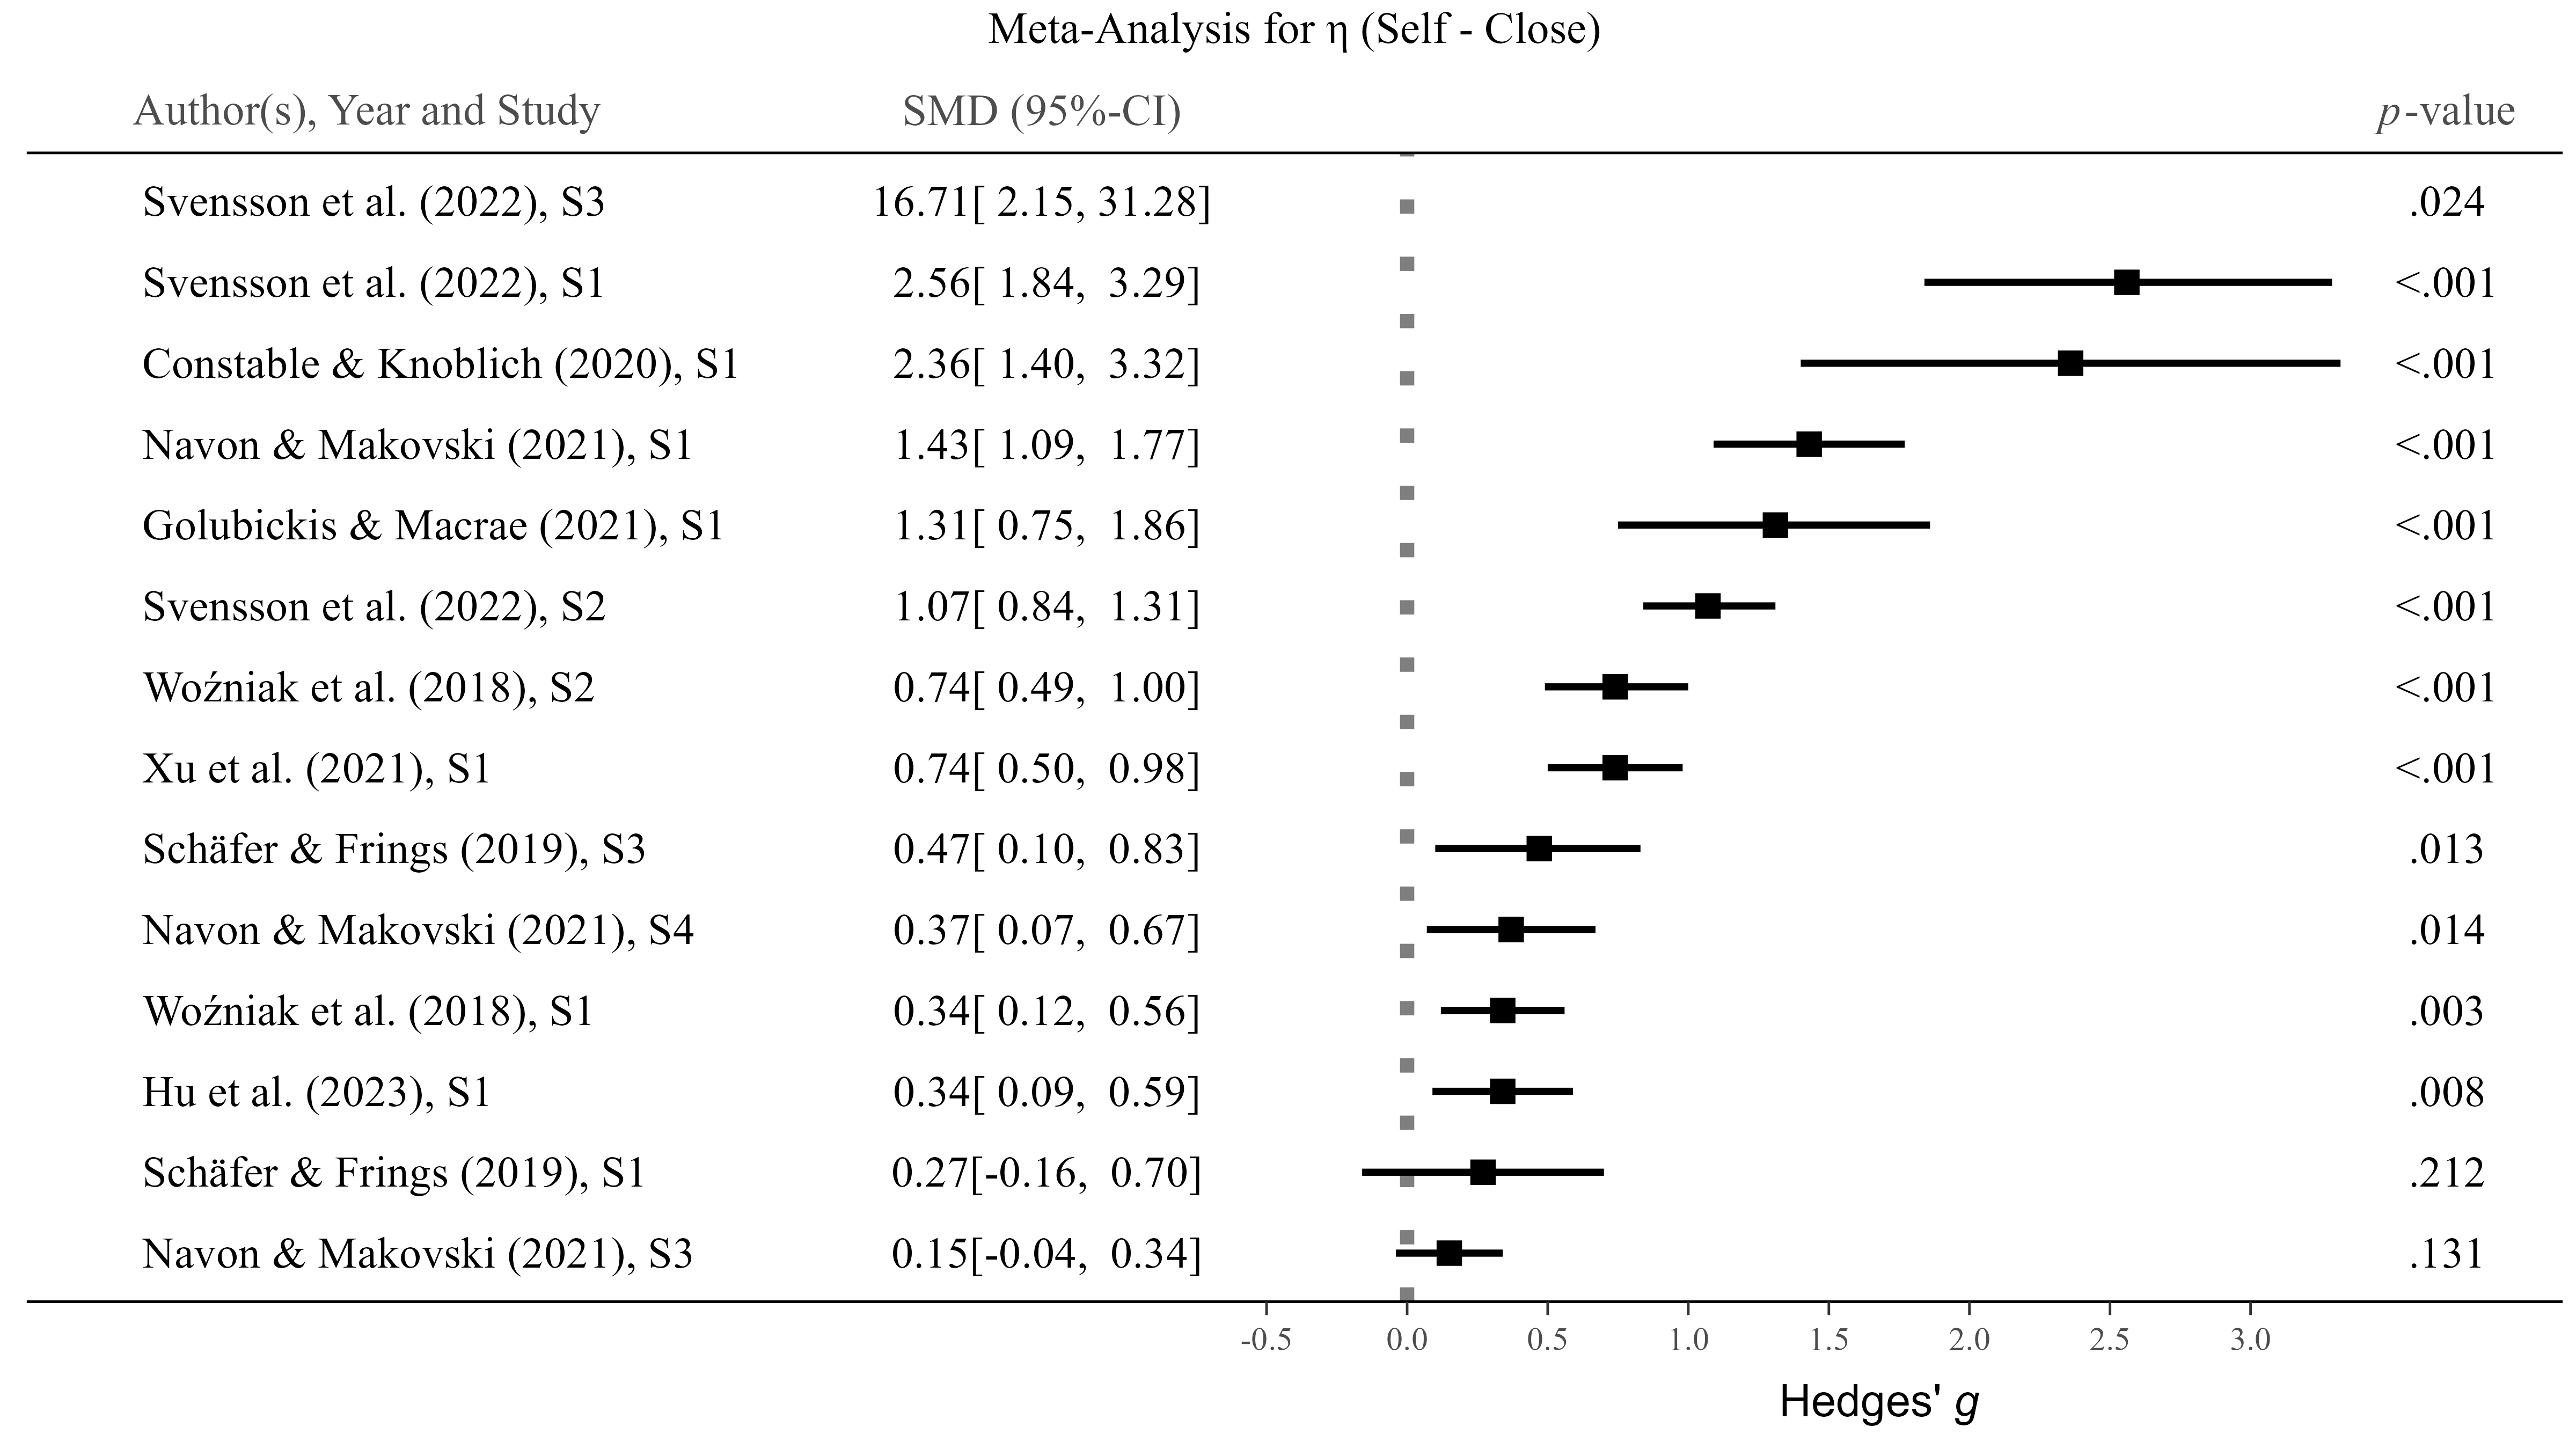 Meta-Analysis for η (Self - Close)
Author(s), Year and Study SMD (95%-CI) p-value
Svensson et al. (2022), S3 16.71[ 2.15, 31.28] .024
Svensson et al. (2022), S1 2.56[ 1.84, 3.29] <.001
Constable & Knoblich (2020), S1 2.36[ 1.40, 3.32] <.001
Navon & Makovski (2021), S1 1.43[ 1.09, 1.77] <.001
Golubickis & Macrae (2021), S1 1.31[ 0.75, 1.86] <.001
Svensson et al. (2022), S2 1.07[ 0.84, 1.31] <.001
Woźniak et al. (2018), S2 0.74[ 0.49, 1.00] <.001
Xu et al. (2021), S1 0.74[ 0.50, 0.98] <.001
Schäfer & Frings (2019), S3 0.47[ 0.10, 0.83] .013
Navon & Makovski (2021), S4 0.37[ 0.07, 0.67] .014
Woźniak et al. (2018), S1 0.34[ 0.12, 0.56] .003
Hu et al. (2023), S1 0.34[ 0.09, 0.59] .008
Schäfer & Frings (2019), S1 0.27[-0.16, 0.70] .212
Navon & Makovski (2021), S3 0.15[-0.04, 0.34] .131
-0.5 0.0 0.5 1.0 1.5 2.0 2.5 3.0
Hedges' g